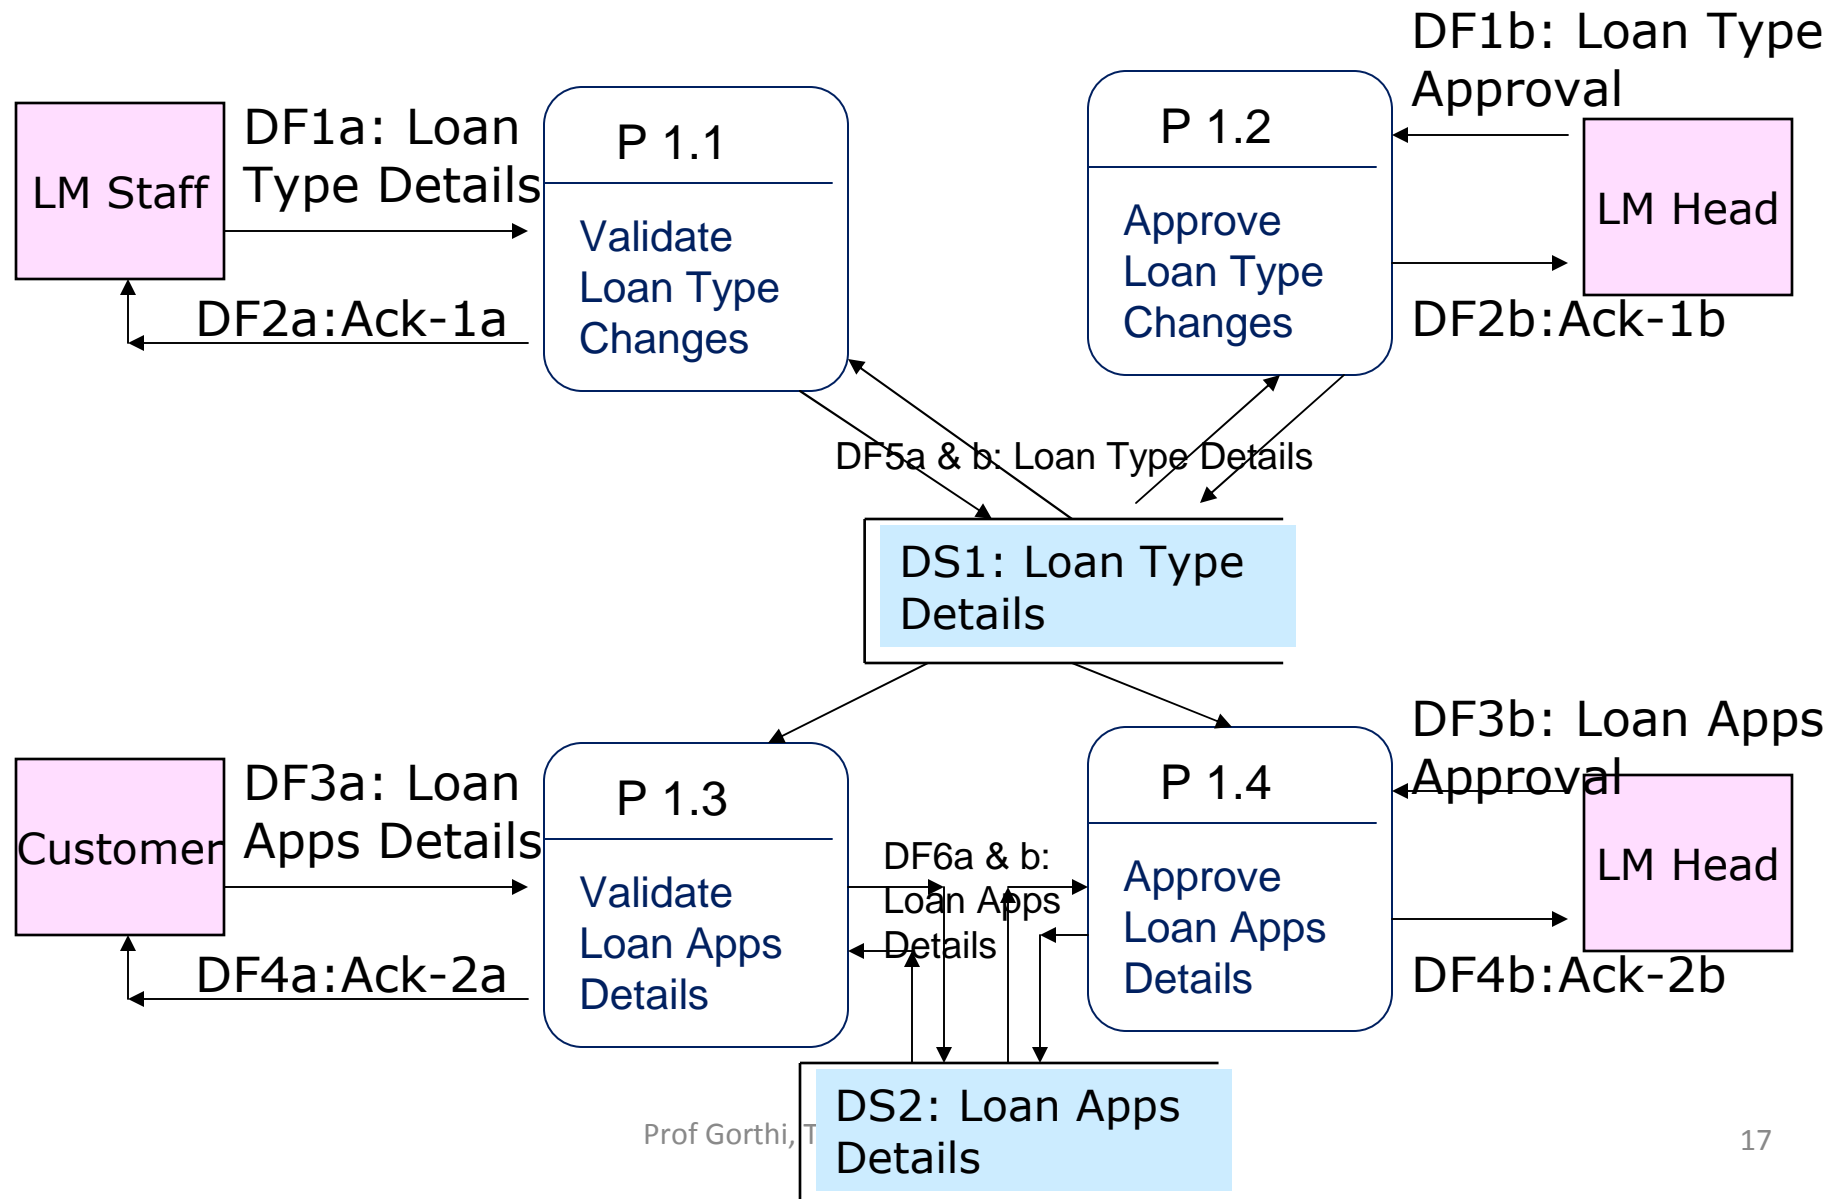 DF1b: Loan Type
Approval
DF1a: Loan
Type Details
P 1.1
P 1.2
LM Staff
LM Head
Validate
Loan Type
Changes
Approve
Loan Type
Changes
DF2a:Ack-1a
DF2b:Ack-1b
DF5a & b: Loan Type Details
DS1: Loan Type
Details
DF3b: Loan Apps
Approval
DF3a: Loan
Apps Details
P 1.3
P 1.4
Customer
LM Head
DF6a & b:
Loan Apps
Details
Validate
Loan Apps
Details
Approve
Loan Apps
Details
DF4a:Ack-2a
DF4b:Ack-2b
DS2: Loan Apps
Details
Prof Gorthi,
17